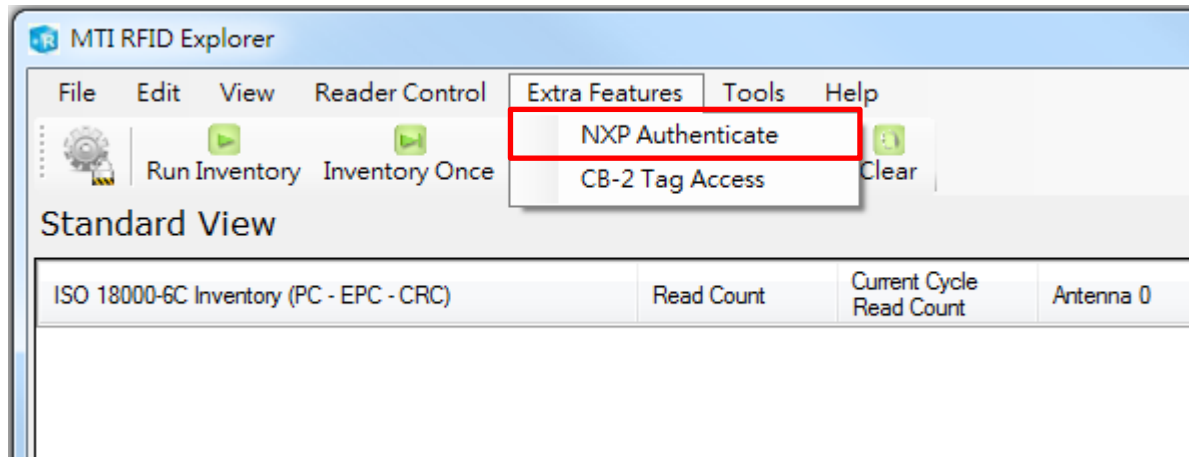 MTI RFID Explorer
File Edit View Reader Control Extra Features Tools Help
NXP Authenticate
CB-2 Tag Access
Run Inventory Inventory Once Clear
Standard View
ISO 18000-6C Inventory (PC - EPC - CRC) Read Count Current Cycle Read Count Antenna 0